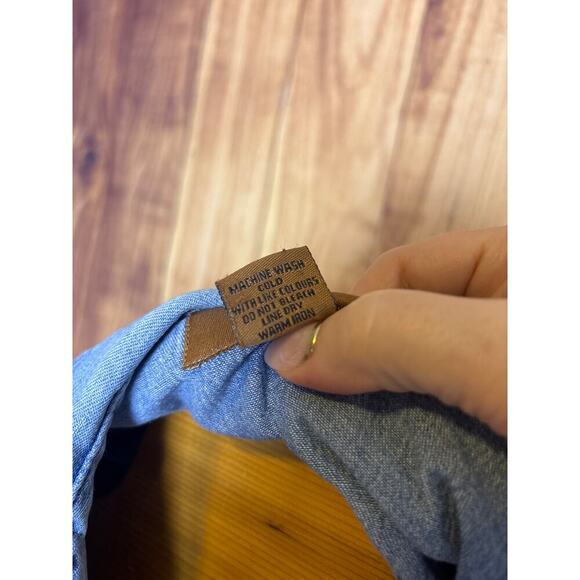 MACHINE WASH
COLD
WITH LIKE COLOURS
DO NOT BLEACH
LINE DRY
WARM IRON